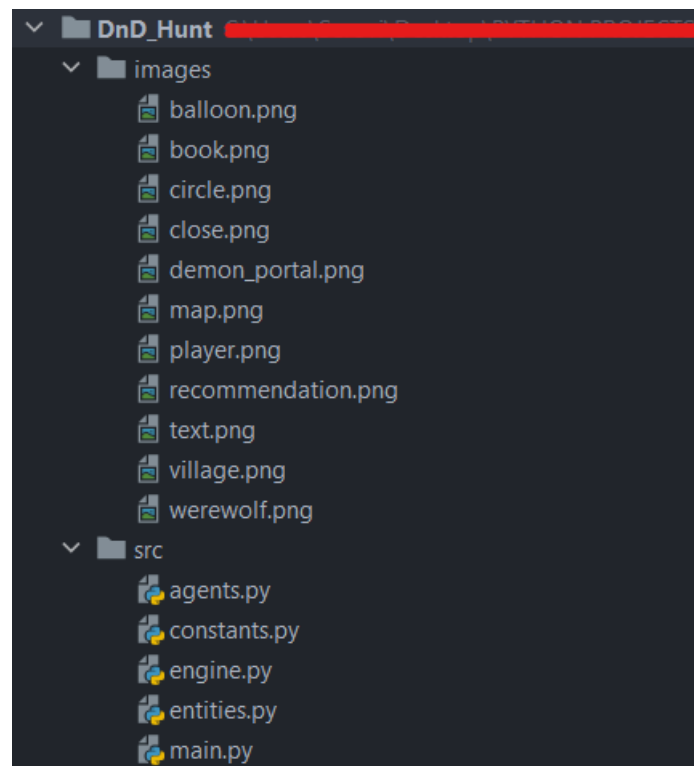 DnD_Hunt
images
balloon.png
book.png
circle.png
close.png
demon_portal.png
map.png
player.png
recommendation.png
text.png
village.png
werewolf.png
src
agents.py
constants.py
engine.py
entities.py
main.py